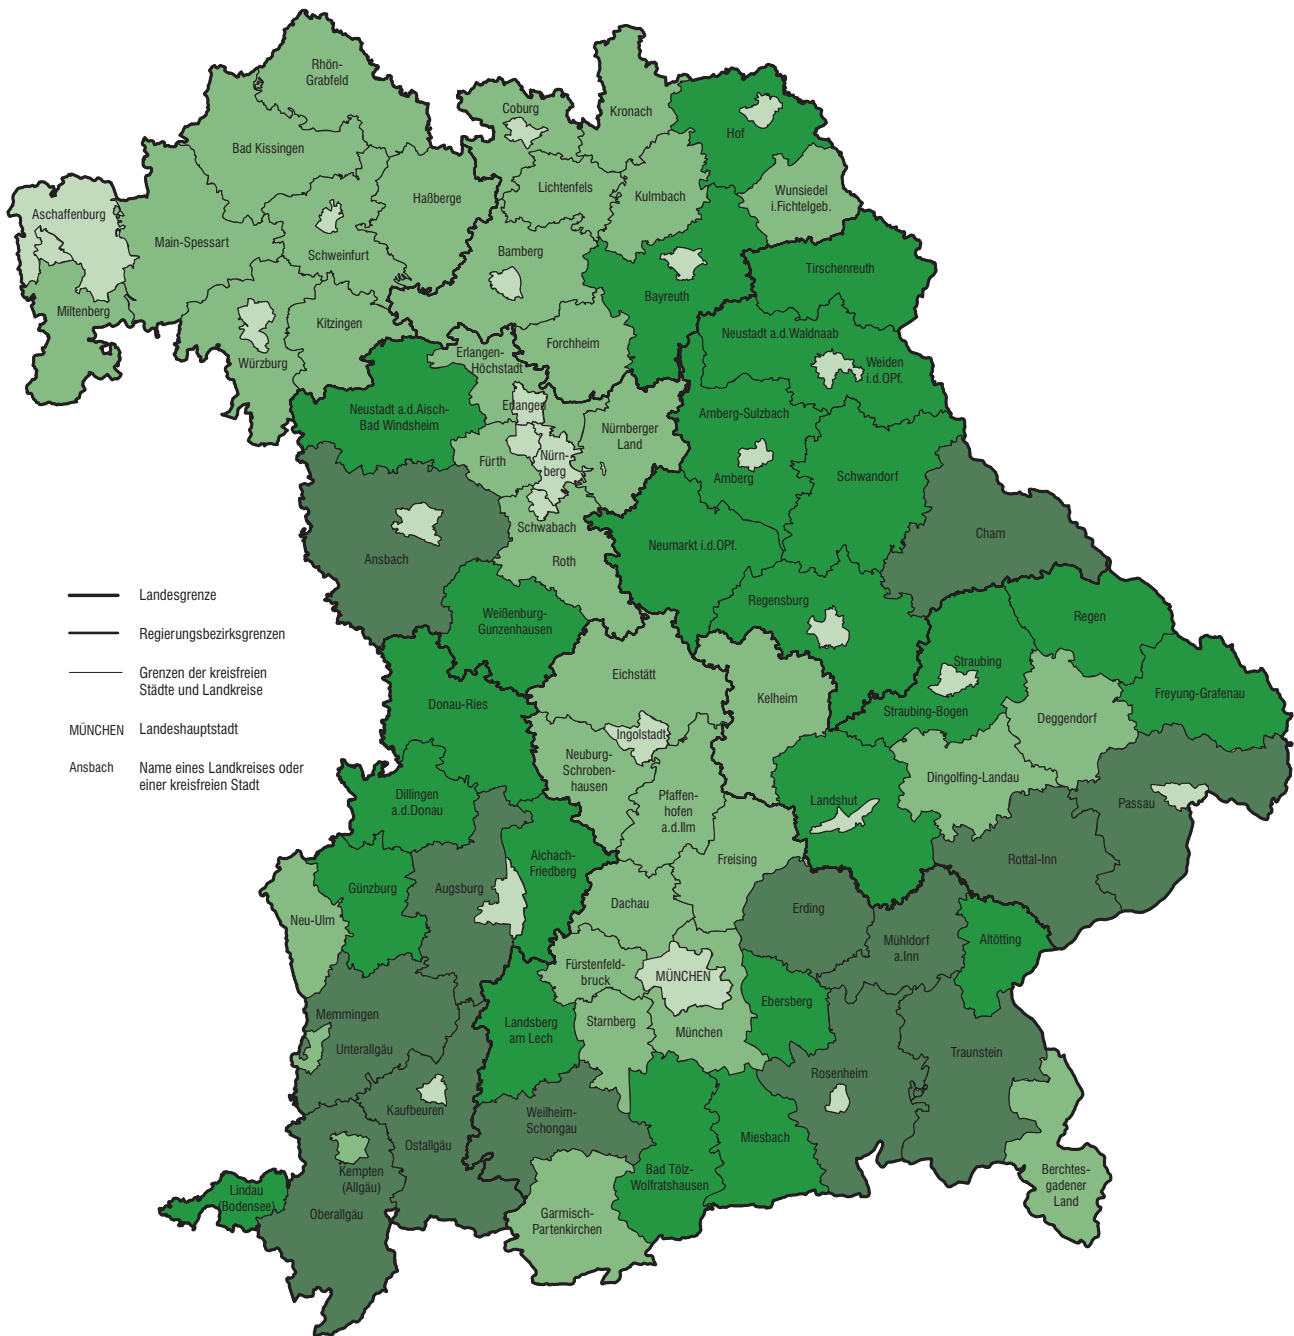 Rhön-
Grabfeld
Coburg
Kronach
Hof
Bad Kissingen
Haßberge
Lichtenfels
Kulmbach
Wunsiedel
i.Fichtelgeb.
Aschaffenburg
Main-Spessart
Schweinfurt
Bamberg
Bayreuth
Tirschenreuth
Miltenberg
Kitzingen
Würzburg
Forchheim
Erlangen-
Höchstadt
Neustadt a.d.Waldnaab
Weiden
i.d.OPf.
Neustadt a.d.Aisch-
Bad Windsheim
Erlangen
Nürnberger
Land
Amberg-Sulzbach
Fürth
Nürn-
berg
Amberg
Schwandorf
Ansbach
Schwabach
Roth
Neumarkt i.d.OPf.
Cham
Landesgrenze
Regierungsbezirksgrenzen
Grenzen der kreisfreien
Städte und Landkreise
MÜNCHEN Landeshauptstadt
Ansbach Name eines Landkreises oder
einer kreisfreien Stadt
Weißenburg-
Gunzenhausen
Regensburg
Regen
Eichstätt
Kelheim
Straubing
Straubing-Bogen
Deggendorf
Freyung-Grafenau
Donau-Ries
Ingolstadt
Neuburg-
Schroben-
hausen
Pfaffen-
hofen
a.d.Ilm
Dingolfing-Landau
Dillingen
a.d.Donau
Landshut
Passau
Aichach-
Friedberg
Freising
Rottal-Inn
Günzburg
Augsburg
Dachau
Erding
Neu-Ulm
Mühldorf
a.Inn
Altötting
Fürstenfeld-
bruck
MÜNCHEN
Ebersberg
Memmingen
Unterallgäu
Landsberg
am Lech
Starnberg
München
Traunstein
Rosenheim
Kaufbeuren
Ostallgäu
Weilheim-
Schongau
Miesbach
Kempten
(Allgäu)
Bad Tölz-
Wolfratshausen
Berchtes-
gadener
Land
Lindau
(Bodensee)
Oberallgäu
Garmisch-
Partenkirchen